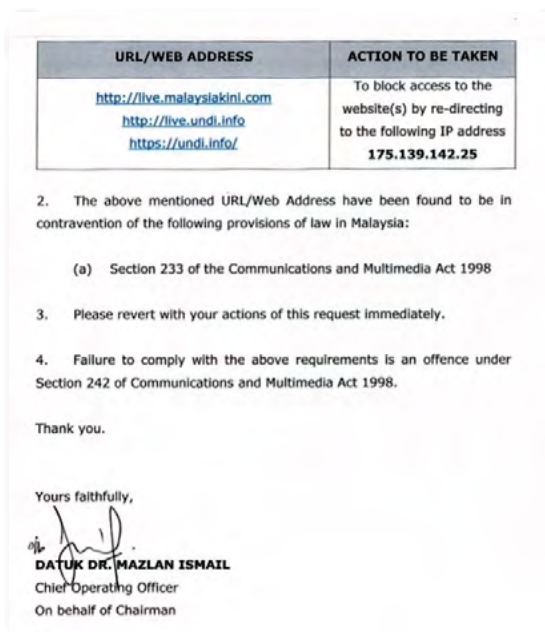 URL/WEB ADDRESS
ACTION TO BE TAKEN
http://live.malaysiakini.com
http://live.undi.info
https://undi.info/
To block access to the
website(s) by re-directing
to the following IP address
175.139.142.25
2. The above mentioned URL/Web Address have been found to be in
contravention of the following provisions of law in Malaysia:
(a) Section 233 of the Communications and Multimedia Act 1998
3. Please revert with your actions of this request immediately.
4. Failure to comply with the above requirements is an offence under
Section 242 of Communications and Multimedia Act 1998.
Thank you.
Yours faithfully,
DATUK DR. MAZLAN ISMAIL
Chief Operating Officer
On behalf of Chairman